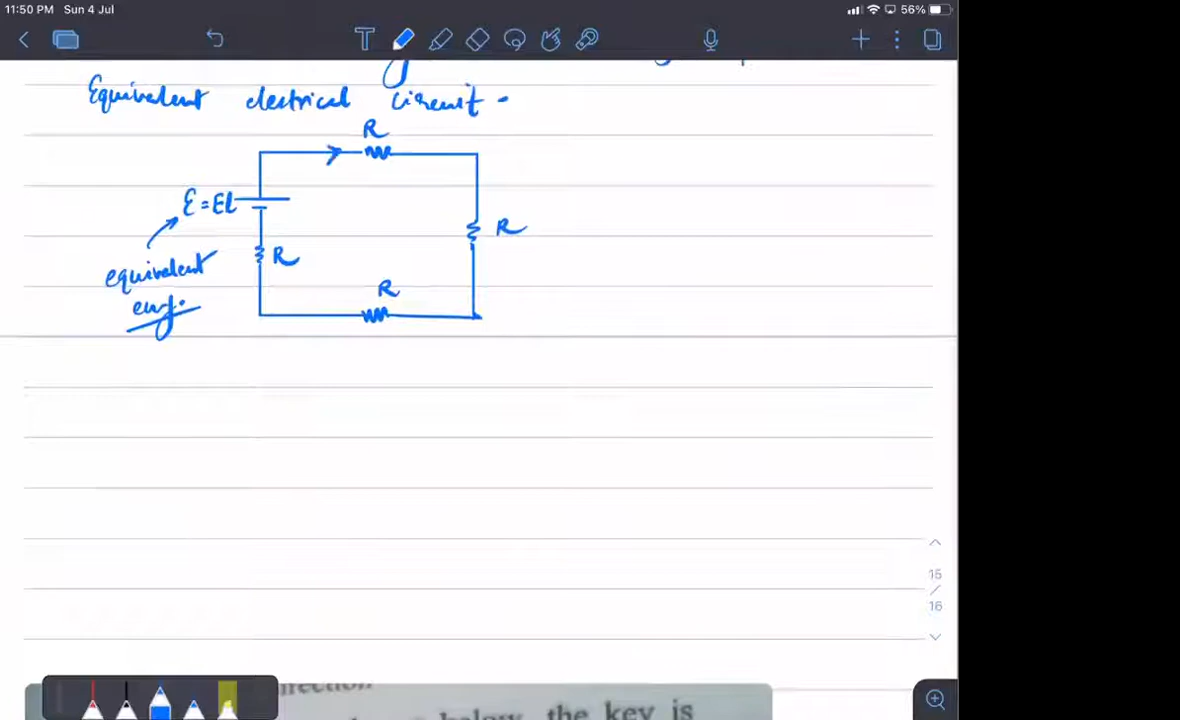 11:50 PM Sun 4 Jul 56%
T
Equivalent electrical circuit -
R
Ɛ = El
R
R
equivalent
emf.
R
15
/
16
irection
below, the key is